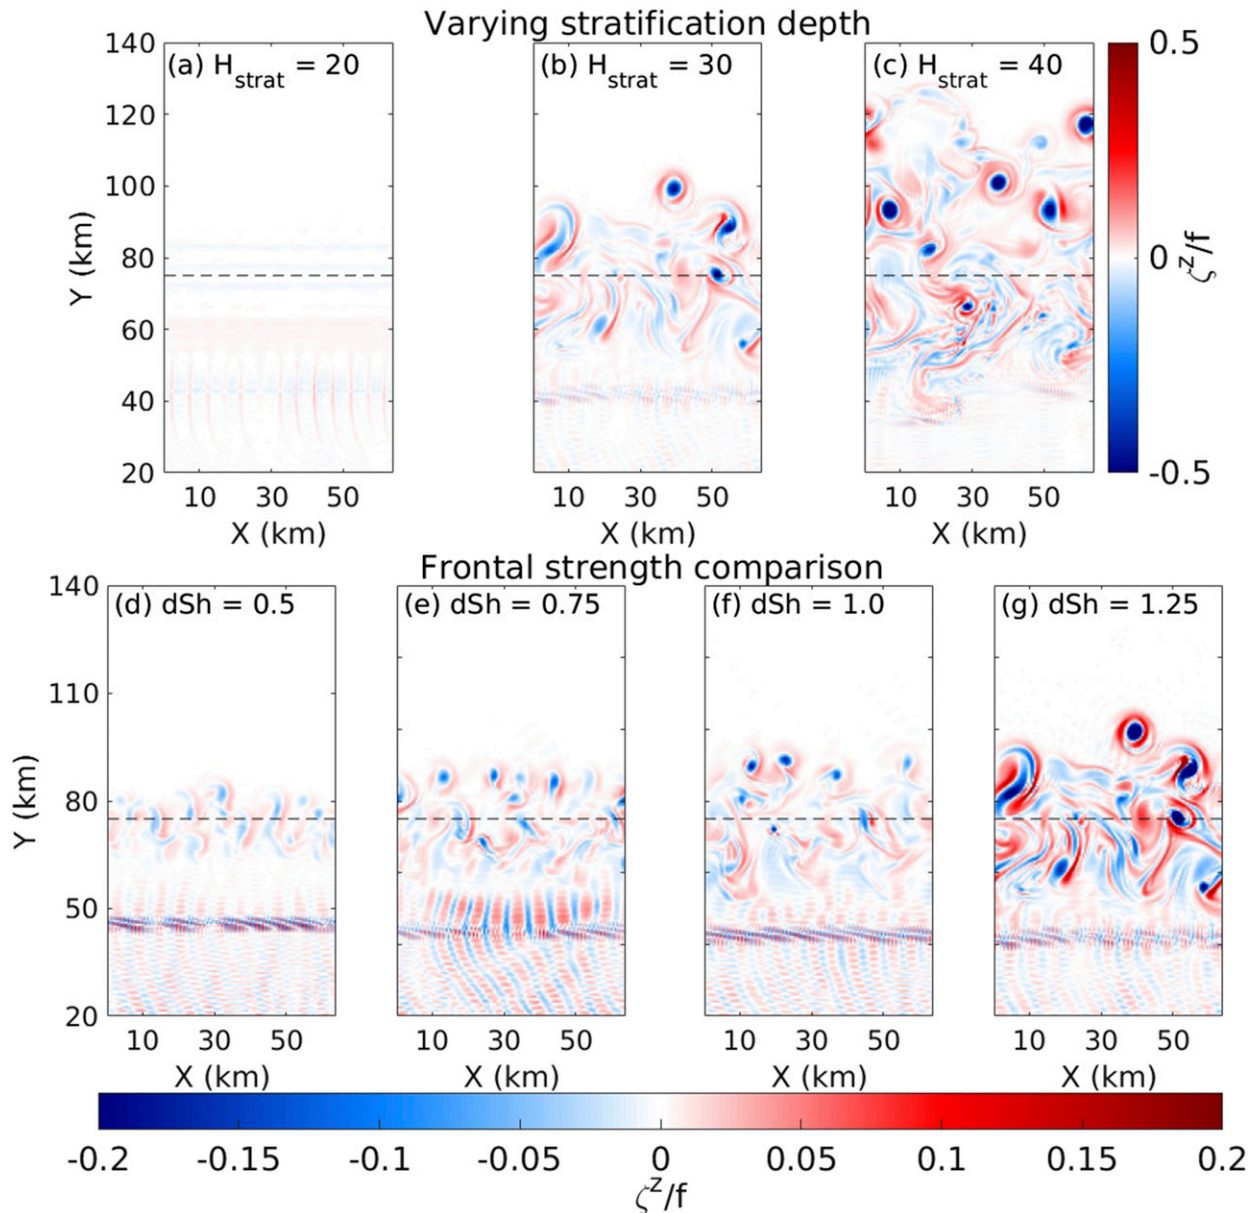 Varying stratification depth
(a) H_strat = 20
(b) H_strat = 30
(c) H_strat = 40
140
120
100
80
60
40
20
Y (km)
10 30 50
10 30 50
10 30 50
X (km)
X (km)
X (km)
0.5
0
-0.5
ζ^z/f
Frontal strength comparison
(d) dSh = 0.5
(e) dSh = 0.75
(f) dSh = 1.0
(g) dSh = 1.25
140
110
80
50
20
Y (km)
10 30 50
10 30 50
10 30 50
10 30 50
X (km)
X (km)
X (km)
X (km)
-0.2 -0.15 -0.1 -0.05 0 0.05 0.1 0.15 0.2
ζ^z/f